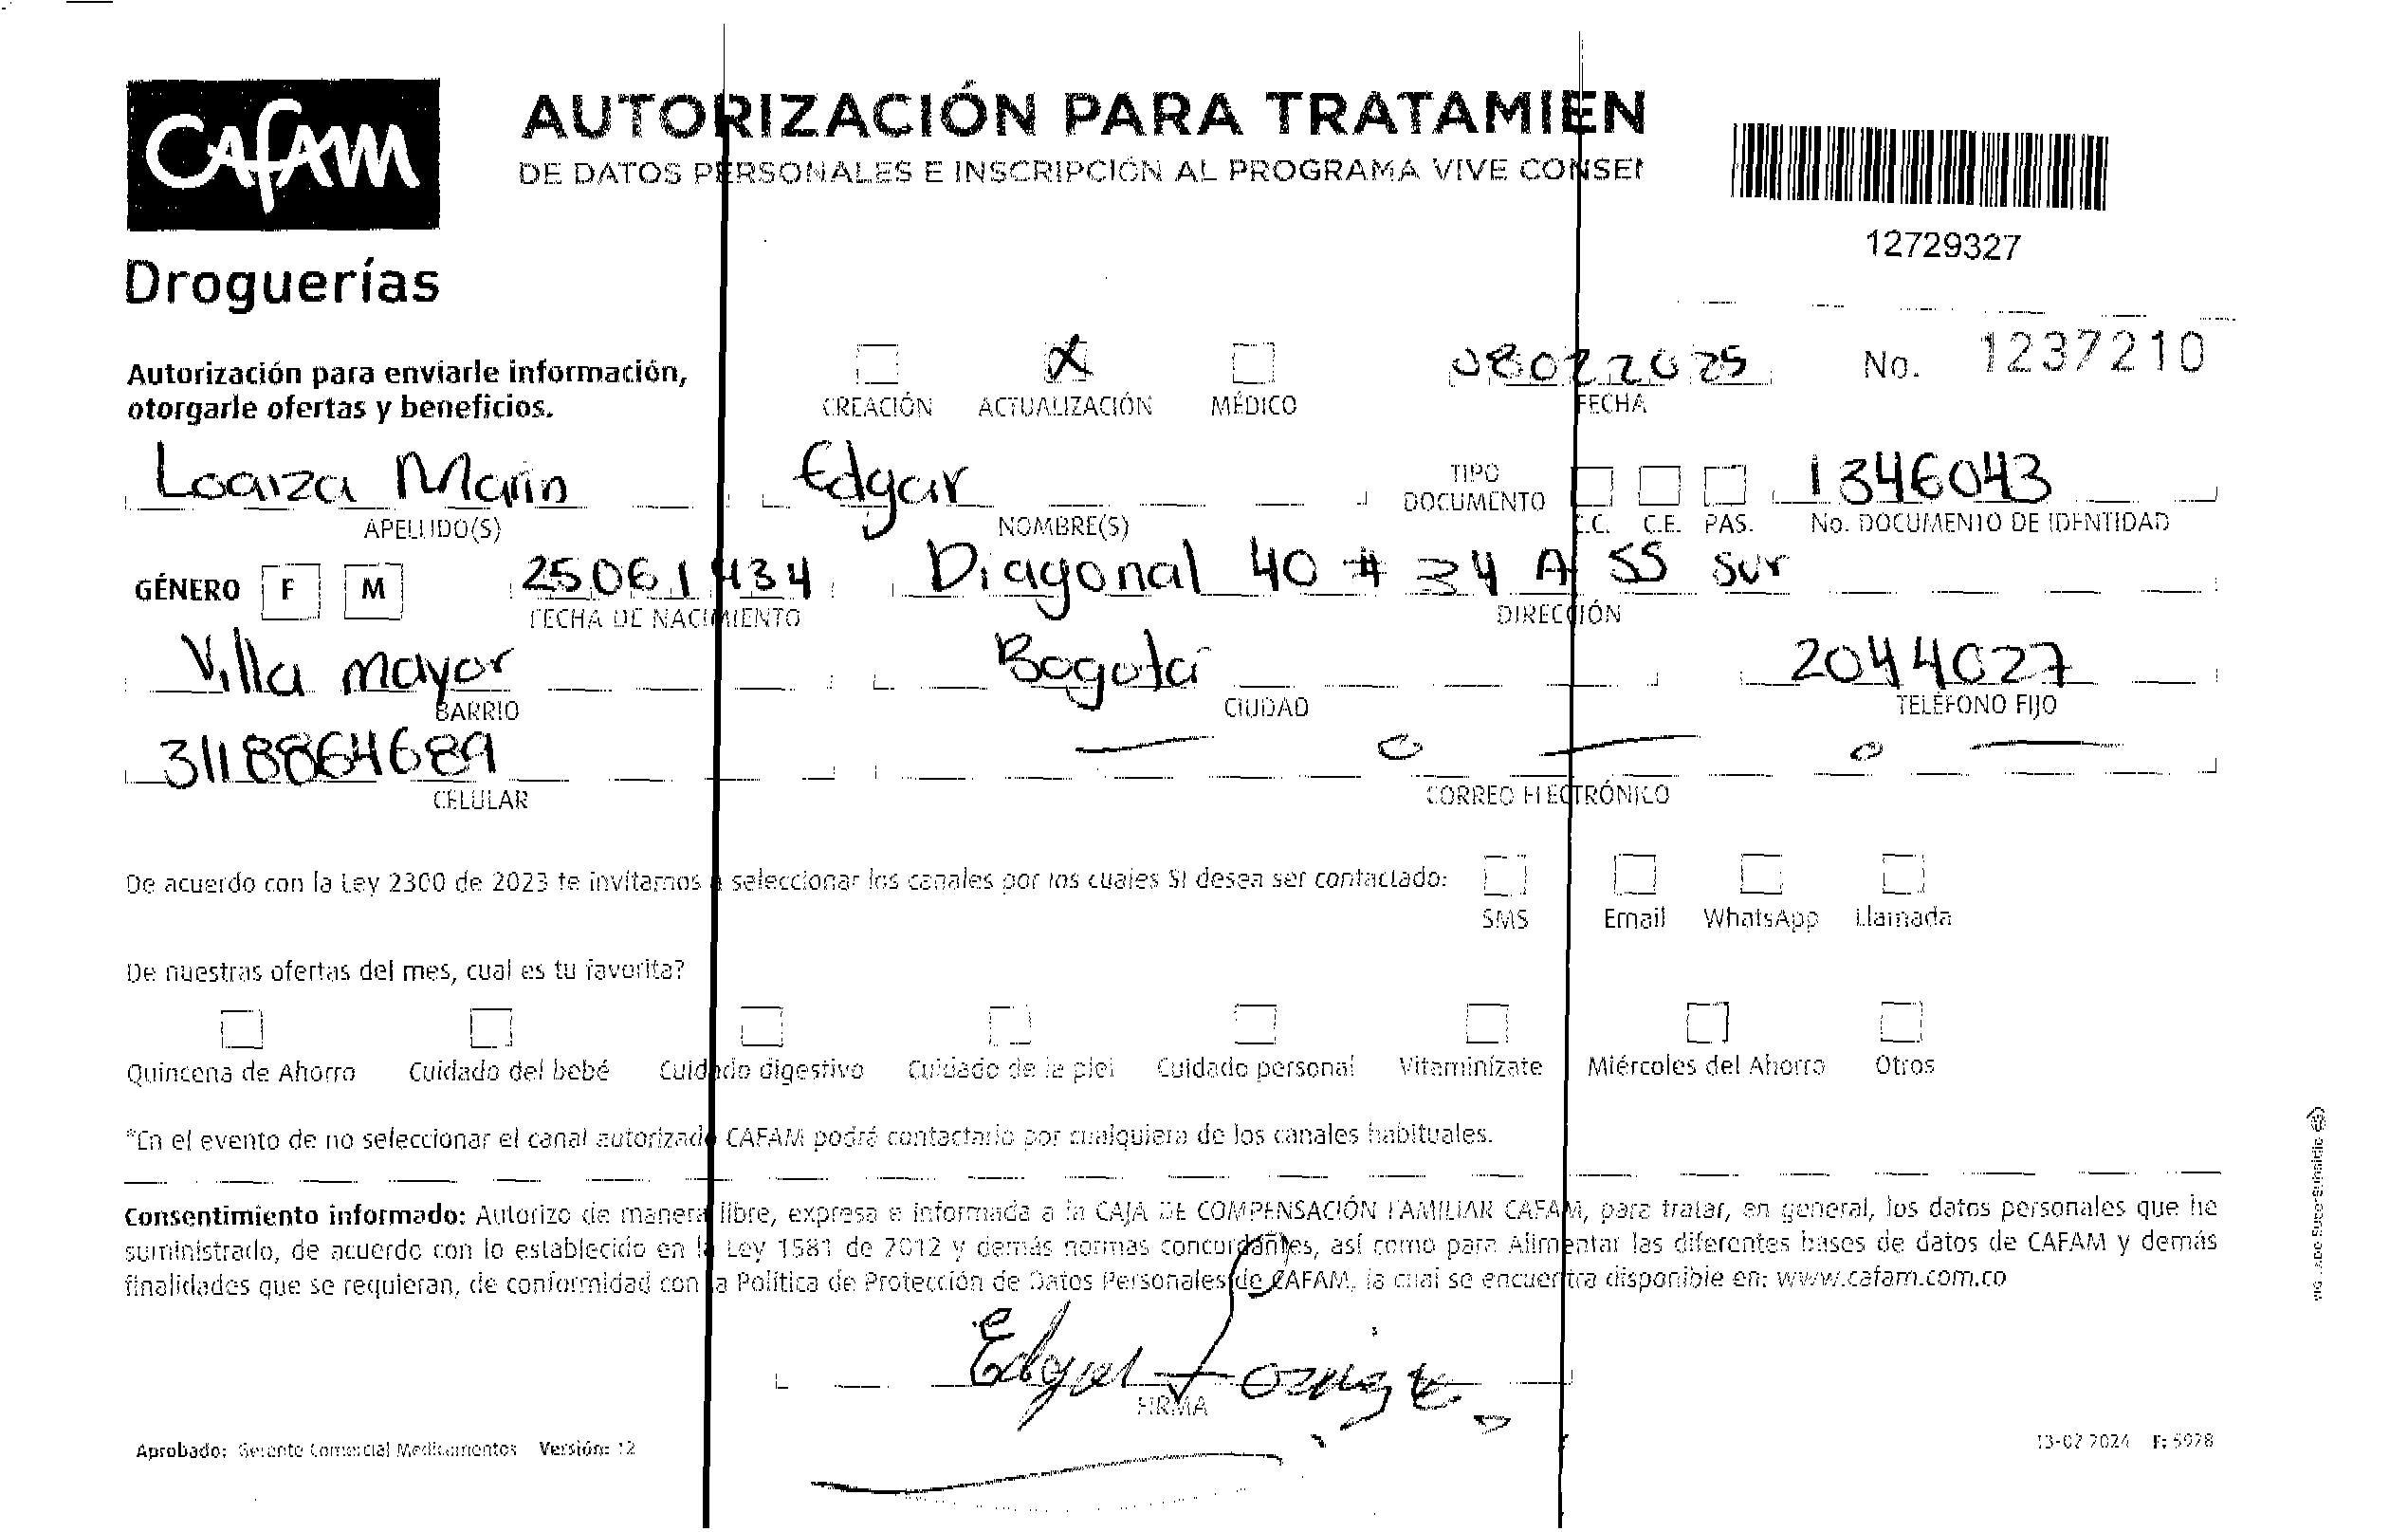 CAFAM
Droguerías
AUTORIZACIÓN PARA TRATAMIEN
DE DATOS PERSONALES E INSCRIPCIÓN AL PROGRAMA VIVE CONSEN
12729327
Autorización para enviarle información,
otorgarle ofertas y beneficios.
CREACIÓN X ACTUALIZACIÓN MÉDICO
08022025
FECHA
No. 1237210
Loaiza Marin Edgar
APELLIDO(S) NOMBRE(S)
TIPO DOCUMENTO C.C. C.E. PAS.
1346043
No. DOCUMENTO DE IDENTIDAD
GÉNERO F M 25061934 Diagonal 40 # 34 A 55 Sur
FECHA DE NACIMIENTO DIRECCIÓN
Villa mayor Bogotá 2044027
BARRIO CIUDAD TELÉFONO FIJO
3118864689
CELULAR CORREO ELECTRÓNICO
De acuerdo con la Ley 2300 de 2023 te invitamos a seleccionar los canales por los cuales SI desea ser contactado:
SMS Email WhatsApp Llamada
De nuestras ofertas del mes, cual es tu favorita?
Quincena de Ahorro Cuidado del bebé Cuidado digestivo Cuidado de la piel Cuidado personal Vitaminízate Miércoles del Ahorro Otros
*En el evento de no seleccionar el canal autorizado CAFAM podrá contactarlo por cualquiera de los canales habituales.
Consentimiento informado: Autorizo de manera libre, expresa e informada a la CAJA DE COMPENSACIÓN FAMILIAR CAFAM, para tratar, en general, los datos personales que he
suministrado, de acuerdo con lo establecido en la Ley 1581 de 2012 y demás normas concordantes, así como para Alimentar las diferentes bases de datos de CAFAM y demás
finalidades que se requieran, de conformidad con la Política de Protección de Datos Personales de CAFAM, la cual se encuentra disponible en: www.cafam.com.co
Edgar Loaiza
FIRMA
Aprobado: Gerente Comercial Medicamentos Versión: 12
13-02 2024 F: 5978